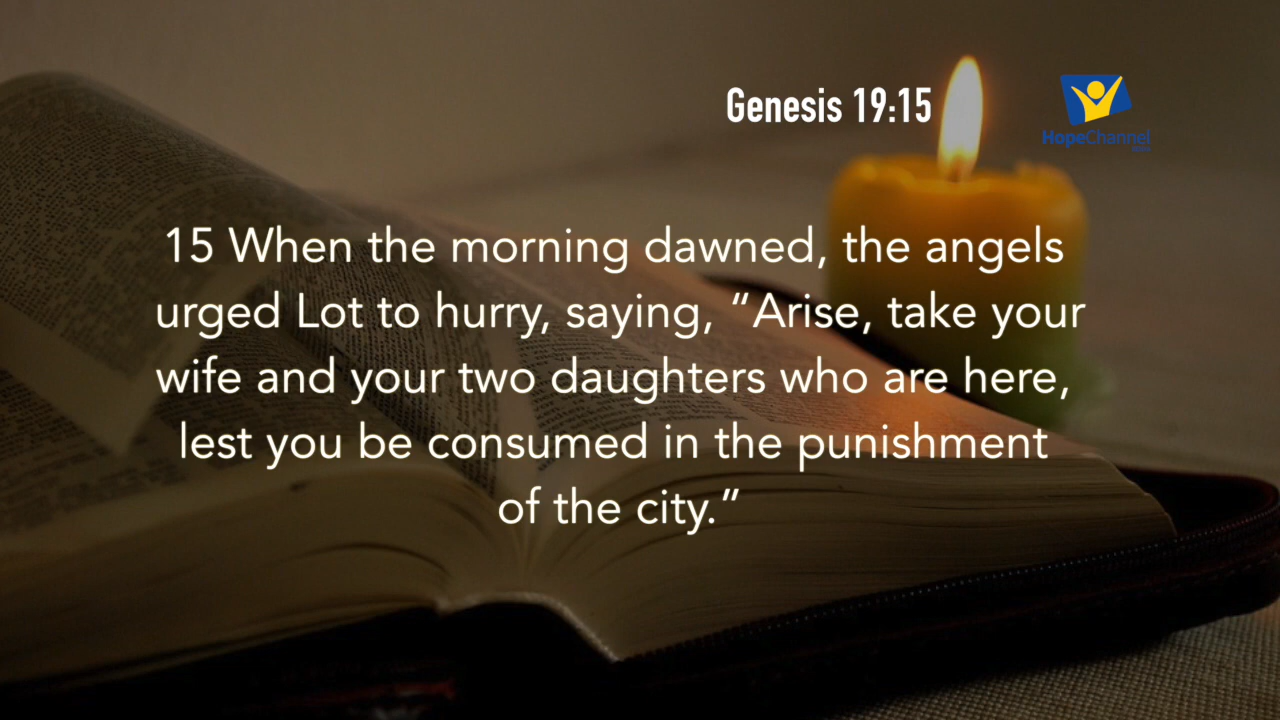 Genesis 19:15
HopeChannel
15 When the morning dawned, the angels
urged Lot to hurry, saying, “Arise, take your
wife and your two daughters who are here,
lest you be consumed in the punishment
of the city.”